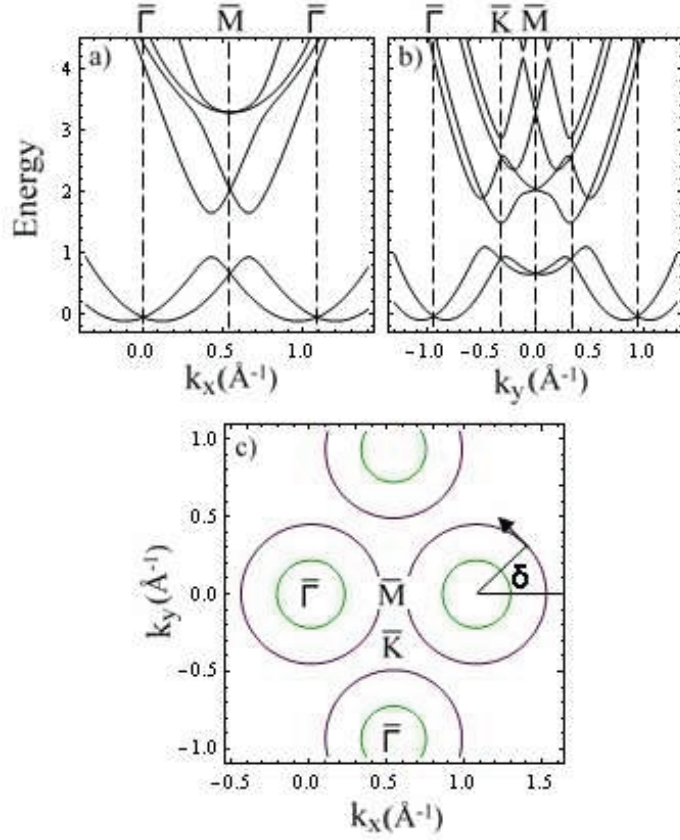 Γ̅ M̅ Γ̅ Γ̅ K̅ M̅
a) b)
Energy
4
3
2
1
0
0.0 0.5 1.0 −1.0 −0.5 0.0 0.5 1.0
kx(Å-1) ky(Å-1)
c)
1.0
0.5
0.0
−0.5
−1.0
ky(Å-1)
Γ̅ M̅ δ
K̅
Γ̅
−0.5 0.0 0.5 1.0 1.5
kx(Å-1)